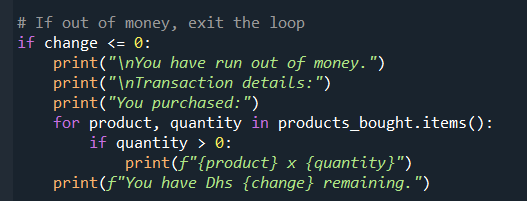 # If out of money, exit the loop
if change <= 0:
    print("\nYou have run out of money.")
    print("\nTransaction details:")
    print("You purchased:")
    for product, quantity in products_bought.items():
        if quantity > 0:
            print(f"{product} x {quantity}")
    print(f"You have Dhs {change} remaining.")